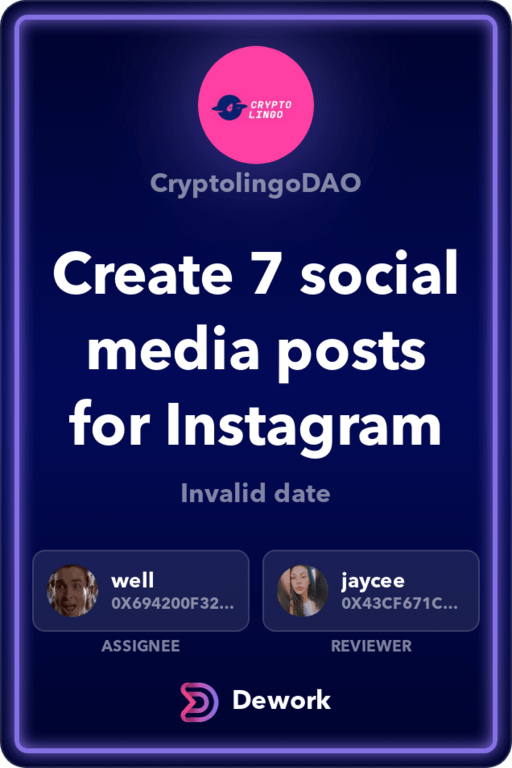 CRYPTO
LINGO
CryptolingoDAO
Create 7 social
media posts
for Instagram
Invalid date
well
0X694200F32...
jaycee
0X43CF671C...
ASSIGNEE
REVIEWER
Dework